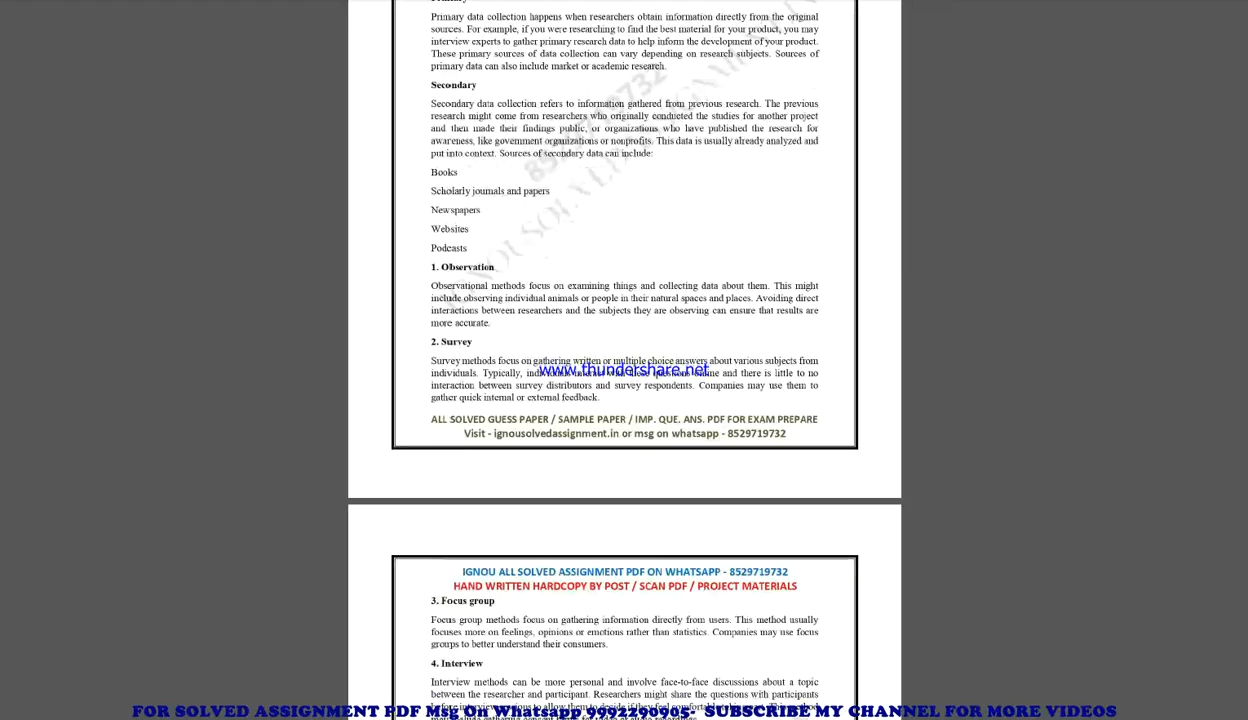 Primary data collection happens when researchers obtain information directly from the original
sources. For example, if you were researching to find the best material for your product, you may
interview experts to gather primary research data to help inform the development of your product.
These primary sources of data collection can vary depending on research subjects. Sources of
primary data can also include market or academic research.
Secondary
Secondary data collection refers to information gathered from previous research. The previous
research might come from researchers who originally conducted the studies for another project
and then made their findings public, or organizations who have published the research for
awareness, like government organizations or nonprofits. This data is usually already analyzed and
put into context. Sources of secondary data can include:
Books
Scholarly journals and papers
Newspapers
Websites
Podcasts
1. Observation
Observational methods focus on examining things and collecting data about them. This might
include observing individual animals or people in their natural spaces and places. Avoiding direct
interactions between researchers and the subjects they are observing can ensure that results are
more accurate.
2. Survey
Survey methods focus on gathering written or multiple choice answers about various subjects from
individuals. Typically, individuals interact with these questions online and there is little to no
www.thundershare.net
interaction between survey distributors and survey respondents. Companies may use them to
gather quick internal or external feedback.
ALL SOLVED GUESS PAPER / SAMPLE PAPER / IMP. QUE. ANS. PDF FOR EXAM PREPARE
Visit - ignousolvedassignment.in or msg on whatsapp - 8529719732
8529719732
IGNOU ALL SOLVED ASSIGNMENT PDF ON WHATSAPP - 8529719732
HAND WRITTEN HARDCOPY BY POST / SCAN PDF / PROJECT MATERIALS
3. Focus group
Focus group methods focus on gathering information directly from users. This method usually
focuses more on feelings, opinions or emotions rather than statistics. Companies may use focus
groups to better understand their consumers.
4. Interview
Interview methods can be more personal and involve face-to-face discussions about a topic
between the researcher and participant. Researchers might share the questions with participants
FOR SOLVED ASSIGNMENT PDF Msg On Whatsapp 9992290905- SUBSCRIBE MY CHANNEL FOR MORE VIDEOS